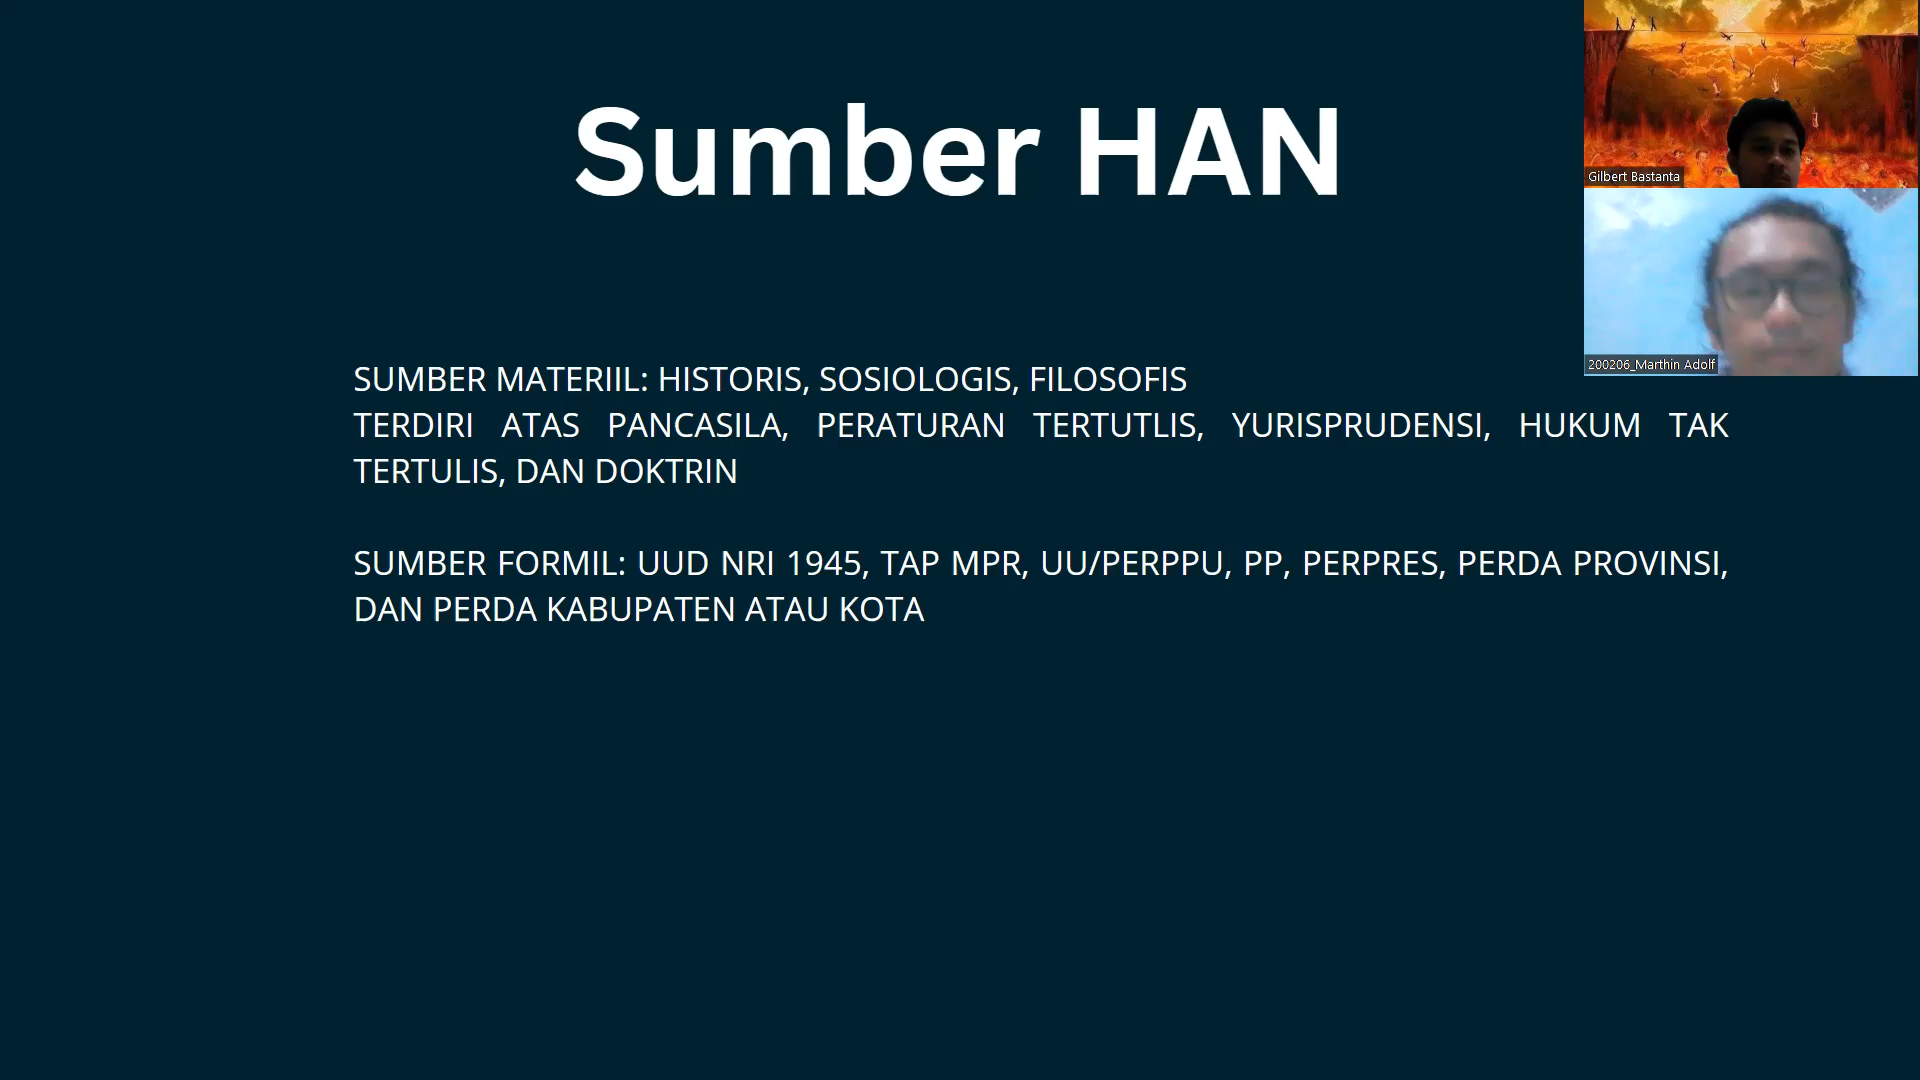 Sumber HAN
SUMBER MATERIIL: HISTORIS, SOSIOLOGIS, FILOSOFIS
TERDIRI ATAS PANCASILA, PERATURAN TERTUTLIS, YURISPRUDENSI, HUKUM TAK
TERTULIS, DAN DOKTRIN
SUMBER FORMIL: UUD NRI 1945, TAP MPR, UU/PERPPU, PP, PERPRES, PERDA PROVINSI,
DAN PERDA KABUPATEN ATAU KOTA
Gilbert Bastanta
200206_Marthin Adolf